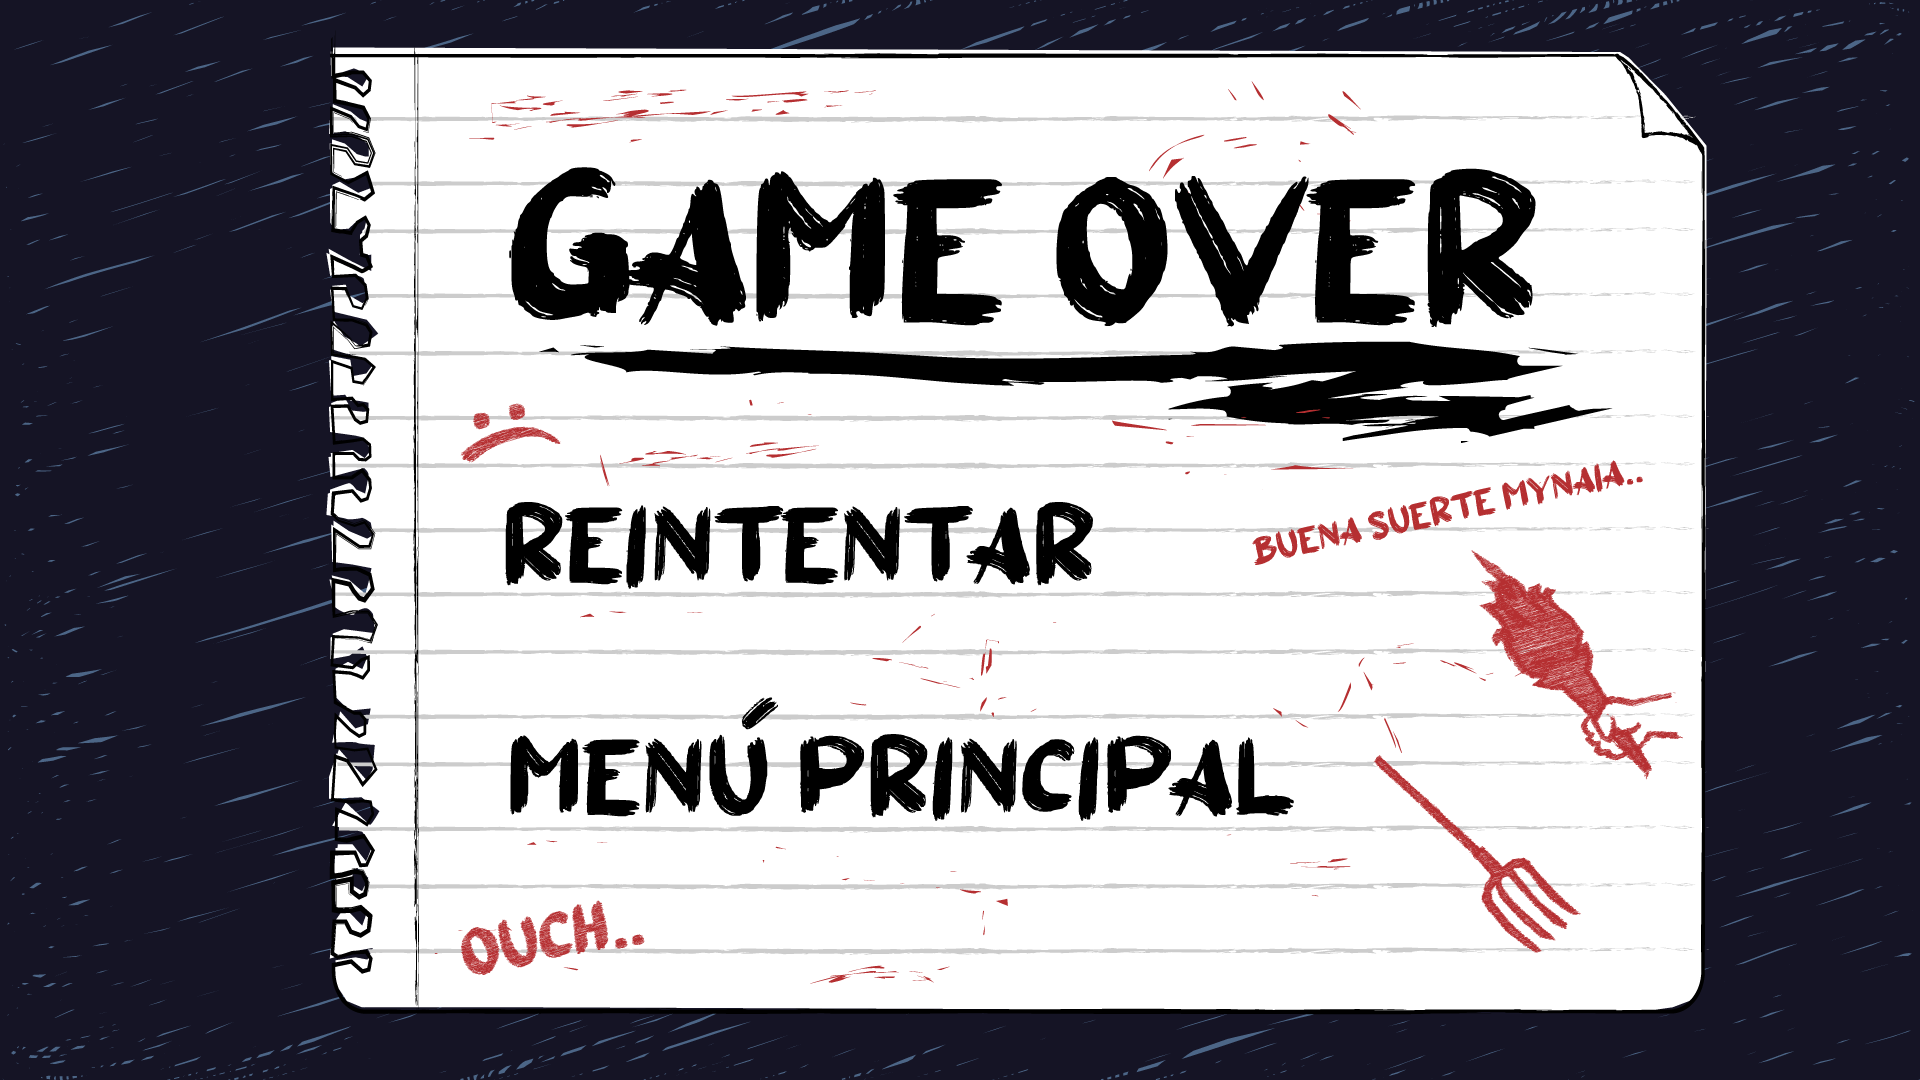 GAME OVER
REINTENTAR
BUENA SUERTE MYNAIA..
MENÚ PRINCIPAL
OUCH..